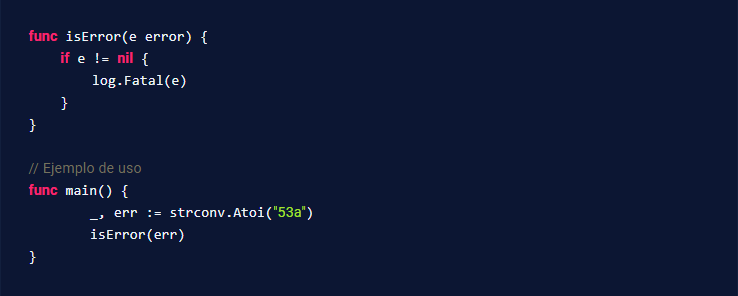 func isError(e error) {
    if e != nil {
        log.Fatal(e)
    }
}

// Ejemplo de uso
func main() {
        _, err := strconv.Atoi("53a")
        isError(err)
}